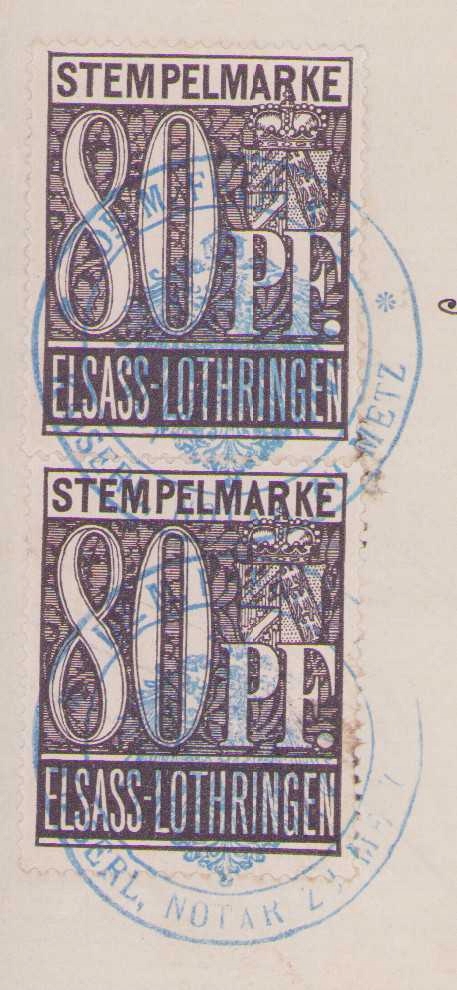 STEMPELMARKE
80 PF.
ELSASS-LOTHRINGEN
METZ
STEMPELMARKE
80 PF.
ELSASS-LOTHRINGEN
NOTAR